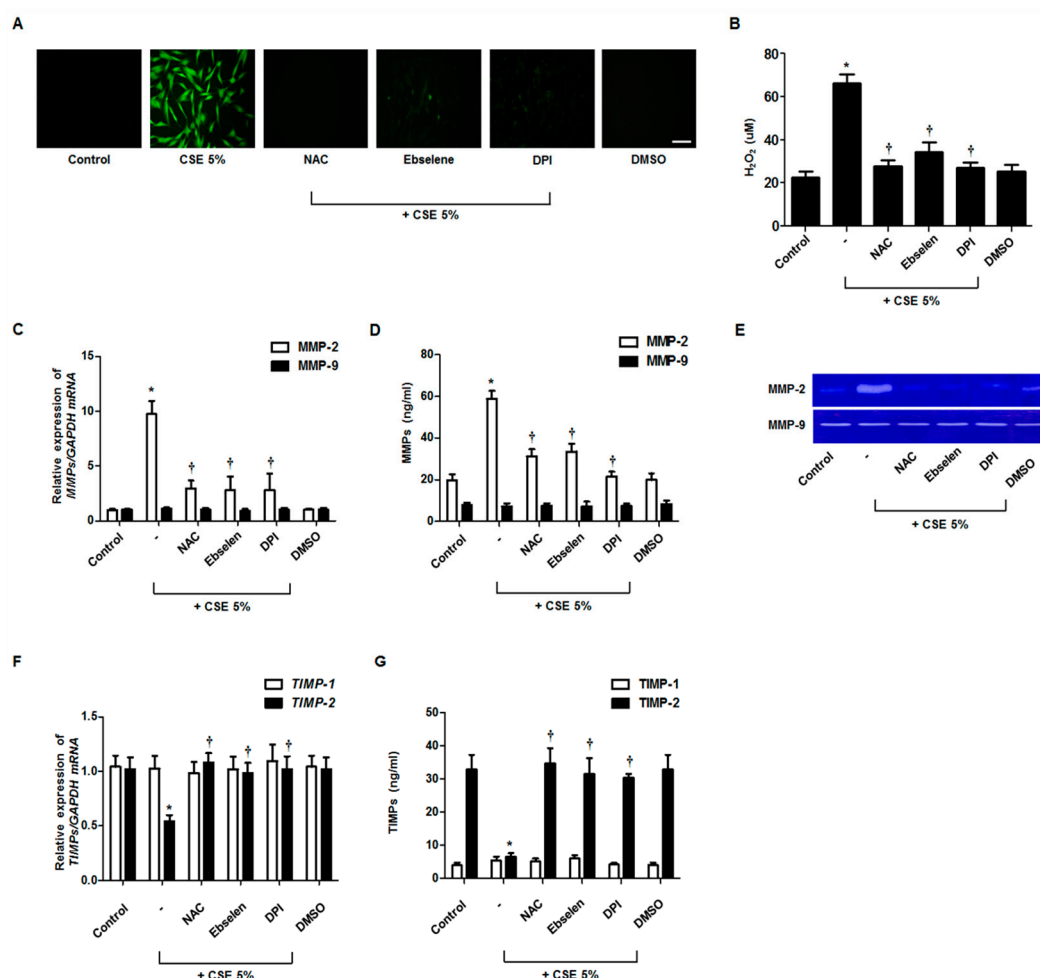 A
Control CSE 5% NAC Ebselene DPI DMSO
+ CSE 5%
B
H2O2 (uM)
80
60
40
20
0
Control - NAC Ebselen DPI DMSO
+ CSE 5%
C
MMP-2
MMP-9
Relative expression of
MMPs/GAPDH mRNA
15
10
5
0
*
†
†
†
Control - NAC Ebselen DPI DMSO
+ CSE 5%
D
MMP-2
MMP-9
MMPs (ng/ml)
80
60
40
20
0
*
†
†
†
Control - NAC Ebselen DPI DMSO
+ CSE 5%
E
MMP-2
MMP-9
Control - NAC Ebselen DPI DMSO
+ CSE 5%
F
TIMP-1
TIMP-2
Relative expression of
TIMPs/GAPDH mRNA
1.5
1.0
0.5
0.0
*
†
†
†
Control - NAC Ebselen DPI DMSO
+ CSE 5%
G
TIMP-1
TIMP-2
TIMPs (ng/ml)
50
40
30
20
10
0
*
†
†
†
Control - NAC Ebselen DPI DMSO
+ CSE 5%